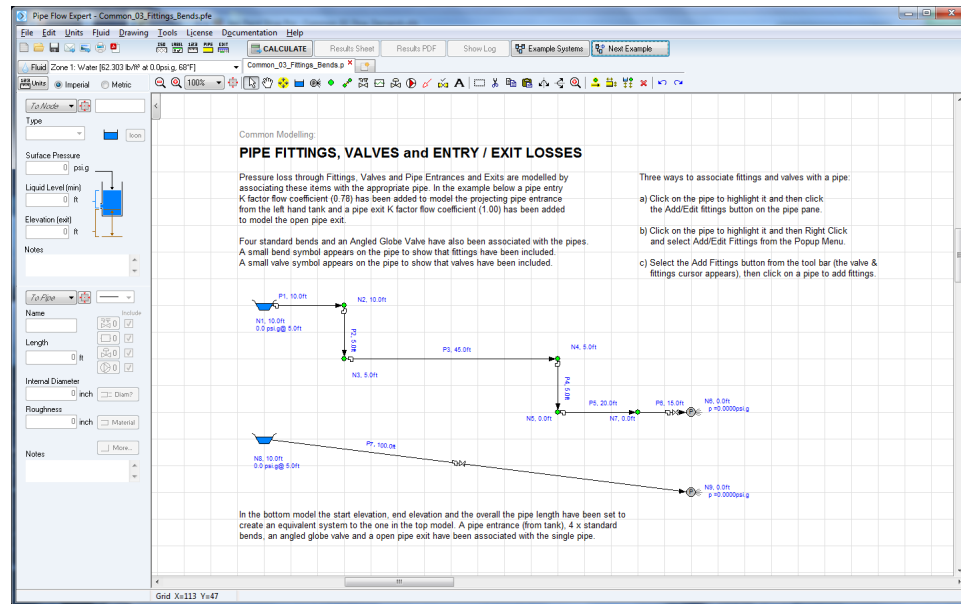 Pipe Flow Expert - Common_03_Fittings_Bends.pfe
File Edit Units Fluid Drawing Tools License Documentation Help
CALCULATE Results Sheet Results PDF Show Log Example Systems Next Example
Fluid Zone 1: Water [62.303 lb/ft³ at 0.0psi.g, 68°F] Common_03_Fittings_Bends.p
Units Imperial Metric 100%
To Node
Type
Icon
Surface Pressure
0 psi.g
Liquid Level (min)
0 ft
Elevation (exit)
0 ft
Notes
To Pipe
Name Include
0
Length 0
0 ft 0
0
Internal Diameter
0 inch Diam?
Roughness
0 inch Material
More...
Notes
Common Modelling:
PIPE FITTINGS, VALVES and ENTRY / EXIT LOSSES
Pressure loss through Fittings, Valves and Pipe Entrances and Exits are modelled by
associating these items with the appropriate pipe. In the example below a pipe entry
K factor flow coefficient (0.78) has been added to model the projecting pipe entrance
from the left hand tank and a pipe exit K factor flow coefficient (1.00) has been added
to model the open pipe exit.
Four standard bends and an Angled Globe Valve have also been associated with the pipes.
A small bend symbol appears on the pipe to show that fittings have been included.
A small valve symbol appears on the pipe to show that valves have been included.
Three ways to associate fittings and valves with a pipe:
a) Click on the pipe to highlight it and then click
the Add/Edit fittings button on the pipe pane.
b) Click on the pipe to highlight it and then Right Click
and select Add/Edit Fittings from the Popup Menu.
c) Select the Add Fittings button from the tool bar (the valve &
fittings cursor appears), then click on a pipe to add fittings.
P1, 10.0ft
N2, 10.0ft
N1, 10.0ft
0.0 psi.g@ 5.0ft
P2, 5.0ft
N3, 5.0ft
P3, 45.0ft
N4, 5.0ft
P4, 5.0ft
N5, 0.0ft
P5, 20.0ft
N7, 0.0ft
P6, 15.0ft
N6, 0.0ft
p =0.0000psi.g
P
N8, 10.0ft
0.0 psi.g@ 5.0ft
P7, 100.0ft
P
N9, 0.0ft
p =0.0000psi.g
In the bottom model the start elevation, end elevation and the overall the pipe length have been set to
create an equivalent system to the one in the top model. A pipe entrance (from tank), 4 x standard
bends, an angled globe valve and a open pipe exit have been associated with the single pipe.
Grid X=113 Y=47